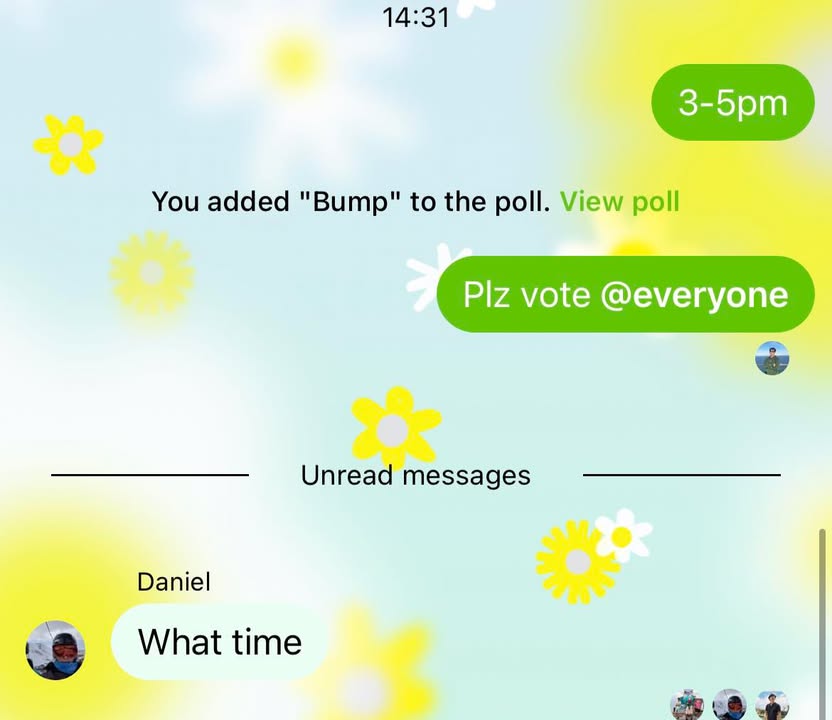 14:31
3-5pm
You added "Bump" to the poll. View poll
Plz vote @everyone
Unread messages
Daniel
What time